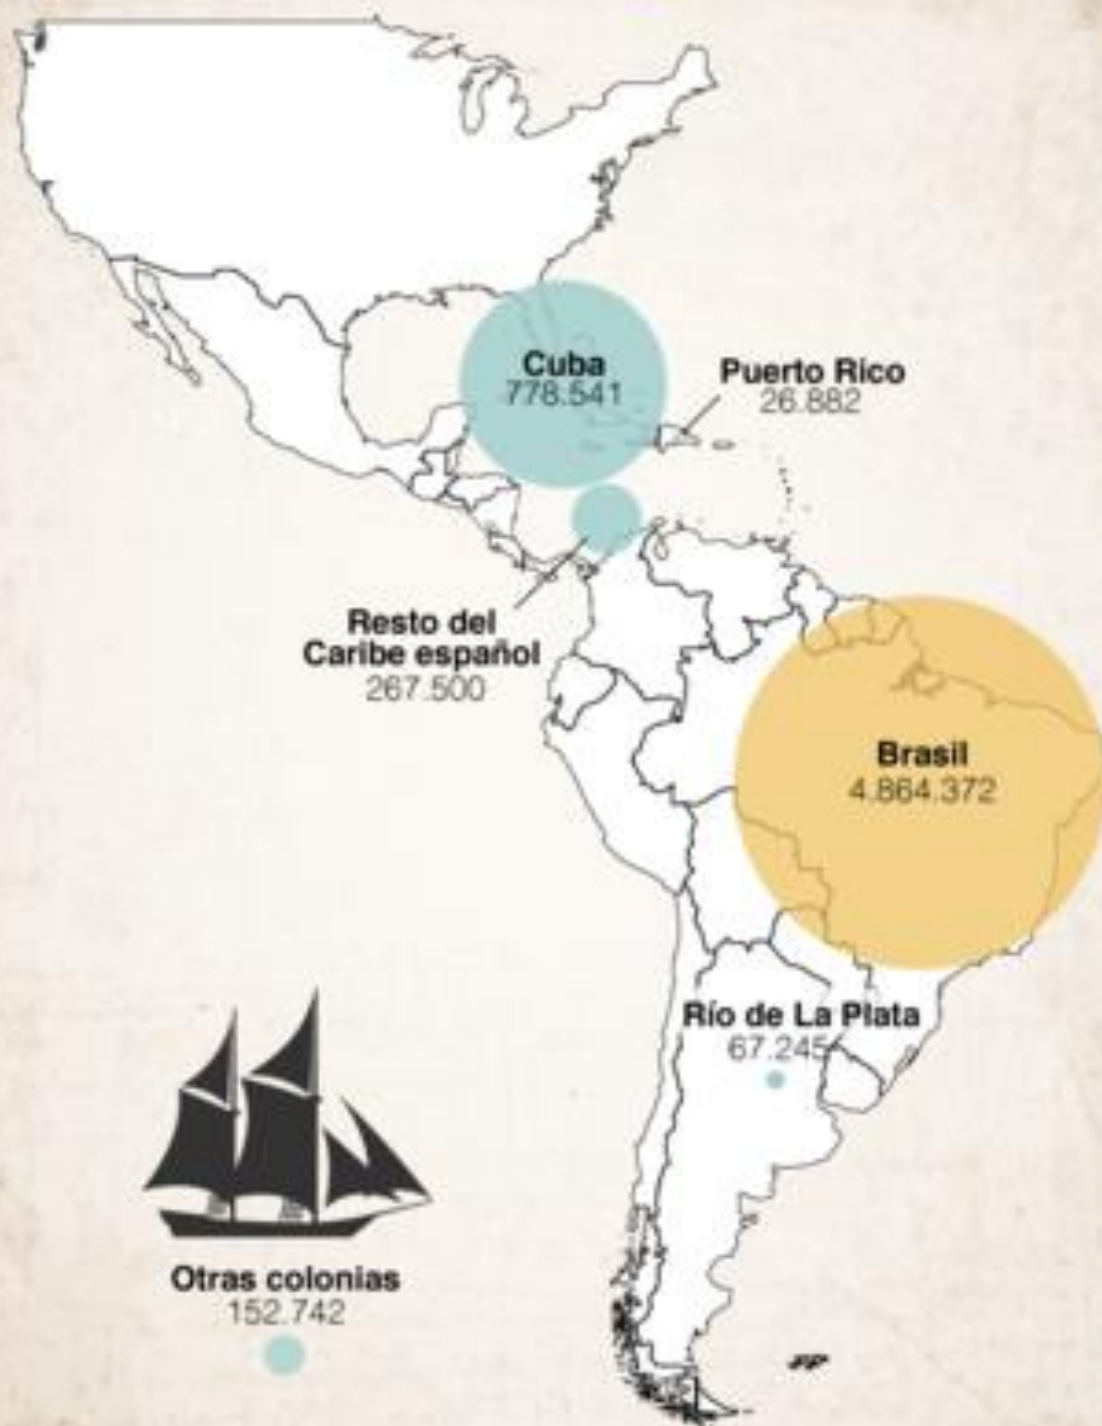 Cuba
778.541
Puerto Rico
26.882
Resto del
Caribe español
267.500
Brasil
4.864.372
Río de La Plata
67.245
Otras colonias
152.742